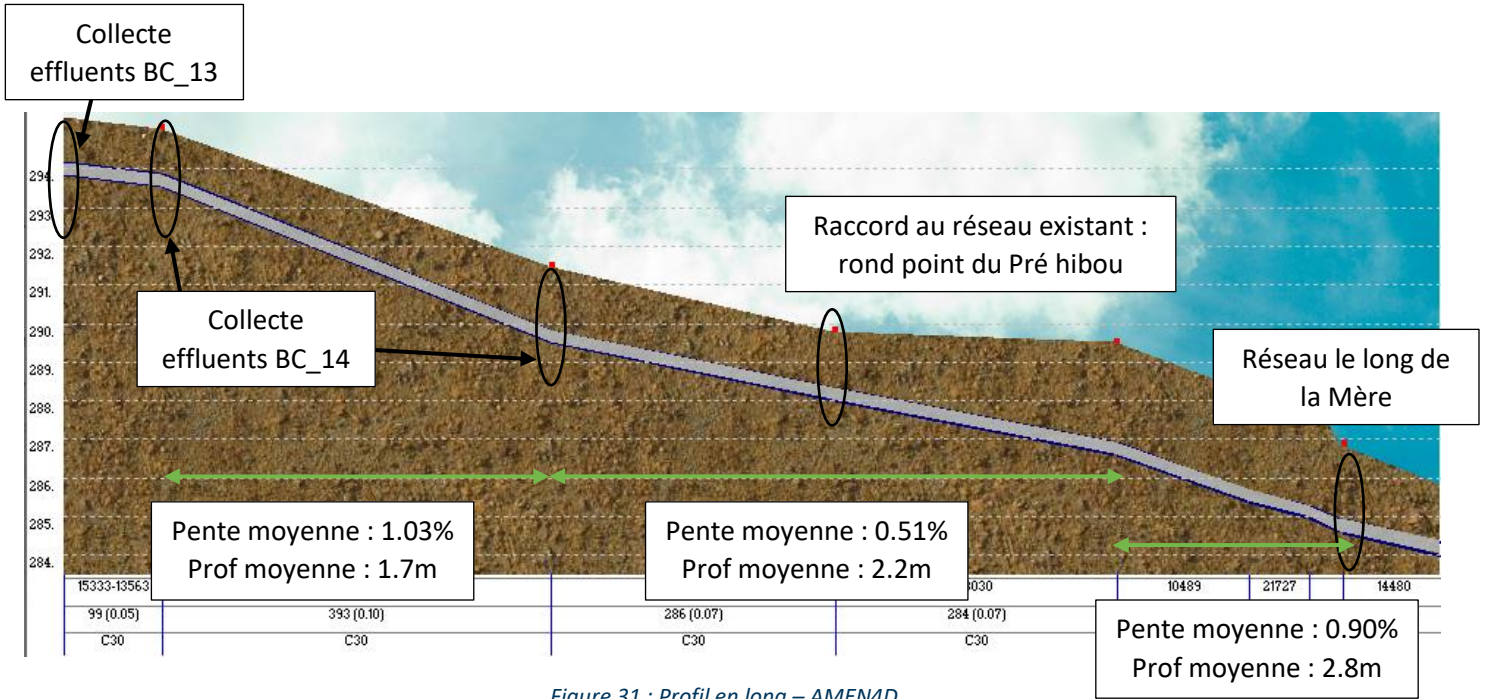 Collecte
effluents BC_13
Raccord au réseau existant :
rond point du Pré hibou
Collecte
effluents BC_14
Réseau le long de
la Mère
294.
293
292.
291.
290.
289.
288.
287.
286.
285.
284.
Pente moyenne : 1.03%
Prof moyenne : 1.7m
Pente moyenne : 0.51%
Prof moyenne : 2.2m
Pente moyenne : 0.90%
Prof moyenne : 2.8m
15333-13563
10489
21727
14480
99 (0.05)
393 (0.10)
286 (0.07)
284 (0.07)
C30
C30
C30
C30
Figure 31 : Profil en long – AMEN4D